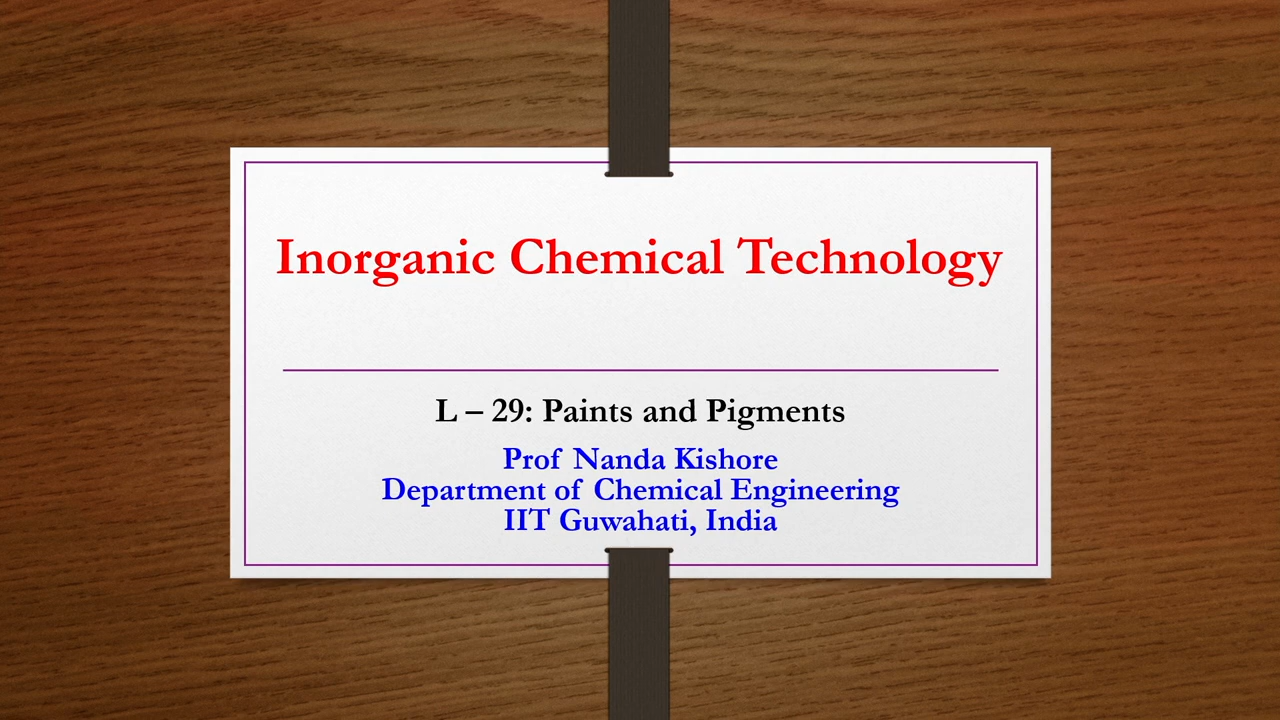 Inorganic Chemical Technology
L – 29: Paints and Pigments
Prof Nanda Kishore
Department of Chemical Engineering
IIT Guwahati, India